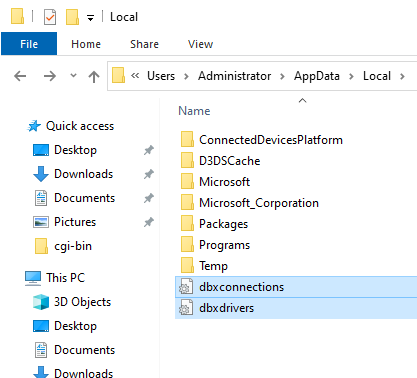 Local
File
Home
Share
View
« Users > Administrator > AppData > Local >
Name
Quick access
Desktop
Downloads
Documents
Pictures
cgi-bin
This PC
3D Objects
Desktop
Documents
Downloads
ConnectedDevicesPlatform
D3DSCache
Microsoft
Microsoft_Corporation
Packages
Programs
Temp
dbxconnections
dbxdrivers